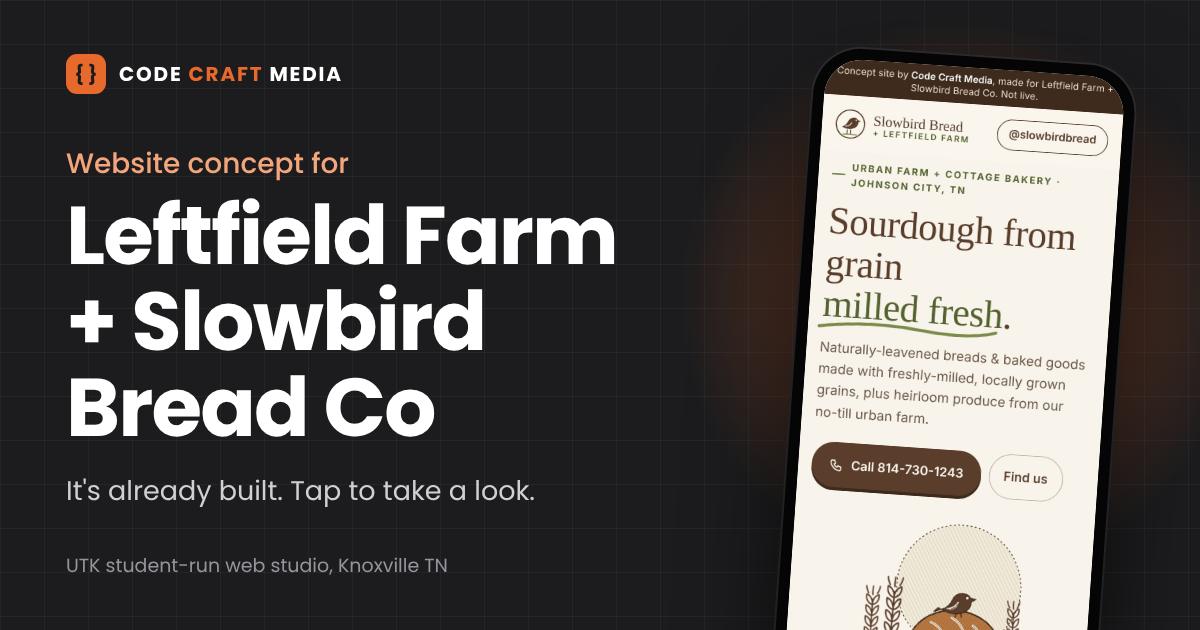 { } CODE CRAFT MEDIA
Website concept for
Leftfield Farm
+ Slowbird
Bread Co
It's already built. Tap to take a look.
UTK student-run web studio, Knoxville TN
Concept site by Code Craft Media, made for Leftfield Farm +
Slowbird Bread Co. Not live.
Slowbird Bread
+ LEFTFIELD FARM
@slowbirdbread
— URBAN FARM + COTTAGE BAKERY ·
JOHNSON CITY, TN
Sourdough from
grain
milled fresh.
Naturally-leavened breads & baked goods
made with freshly-milled, locally grown
grains, plus heirloom produce from our
no-till urban farm.
Call 814-730-1243
Find us